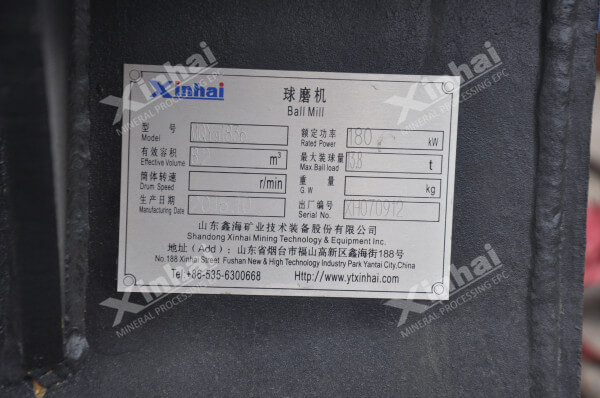 Xinhai
球磨机
Ball Mill
型号
Model
额定功率 180 kW
Rated Power
有效容积 m³
Effective Volume
最大装球量 t
Max Ball load
筒体转速 r/min
Drum Speed
重量 kg
G.W
生产日期
Manufacturing Date
出厂编号 XH070912
Serial No.
山东鑫海矿业技术装备股份有限公司
Shandong Xinhai Mining Technology & Equipment Inc.
地址（Add）：山东省烟台市福山高新区鑫海街188号
No.188 Xinhai Street Fushan New & High Technology Industry Park Yantai City,China
Tel:+86-535-6300668 Http://www.ytxinhai.com
Xinhai
MINERAL PROCESSING EPC